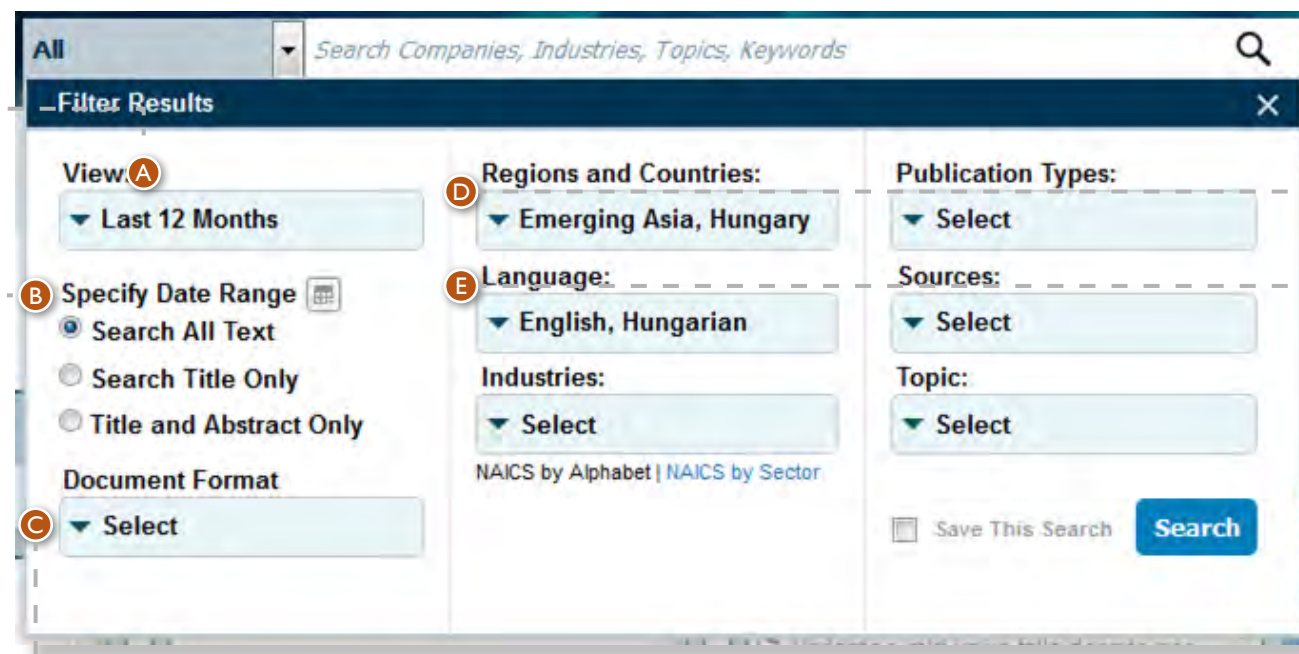 All
Search Companies, Industries, Topics, Keywords
Filter Results
View:
A
Last 12 Months
B
Specify Date Range
Search All Text
Search Title Only
Title and Abstract Only
Document Format
C
Select
Regions and Countries:
D
Emerging Asia, Hungary
E
Language:
English, Hungarian
Industries:
Select
NAICS by Alphabet | NAICS by Sector
Publication Types:
Select
Sources:
Select
Topic:
Select
Save This Search
Search